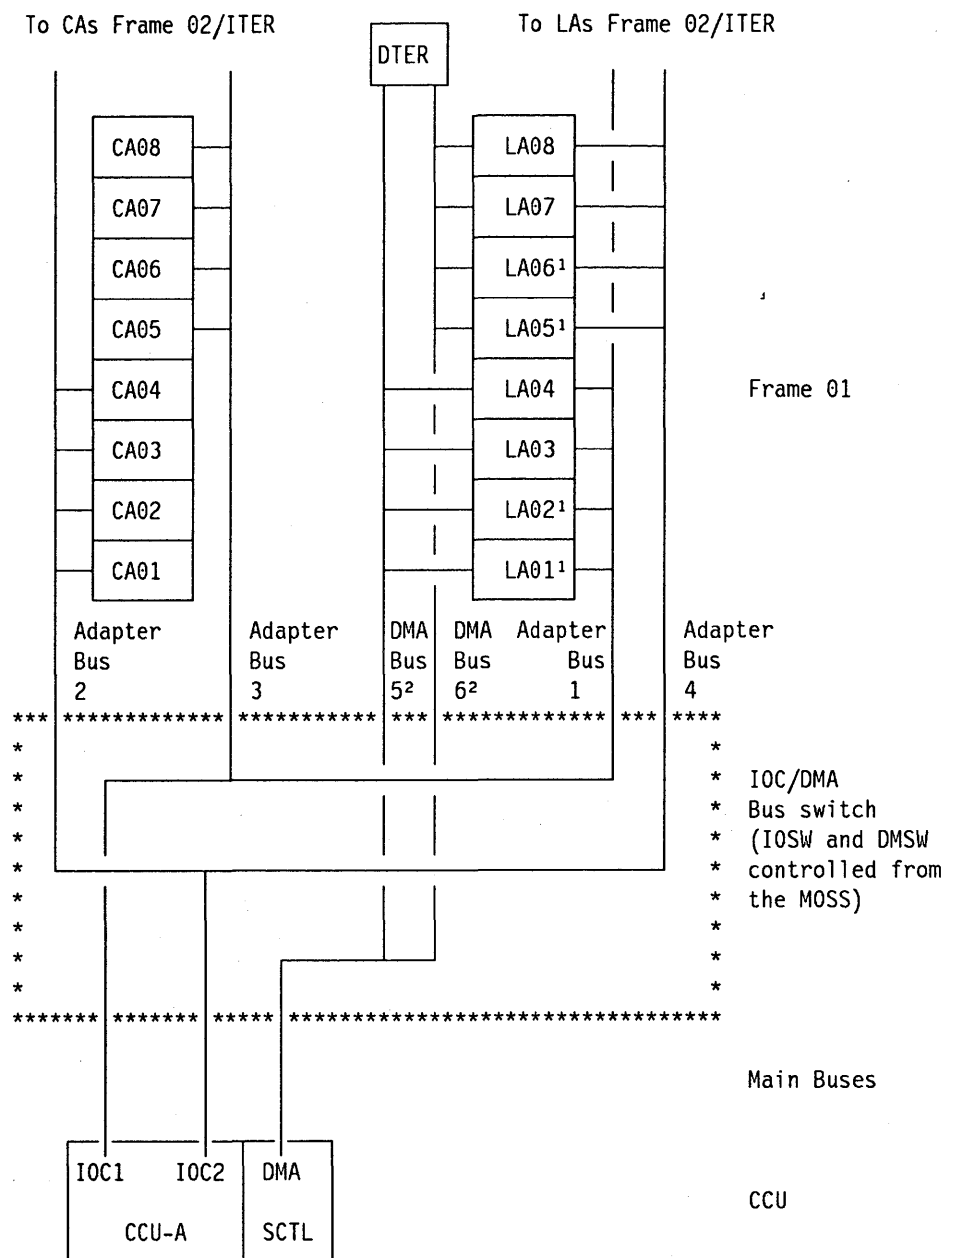 To CAs Frame 02/ITER
To LAs Frame 02/ITER
DTER
CA08
CA07
CA06
CA05
CA04
CA03
CA02
CA01
LA08
LA07
LA06¹
LA05¹
LA04
LA03
LA02¹
LA01¹
Frame 01
Adapter
Bus
2
Adapter
Bus
3
DMA
Bus
5²
DMA
Bus
6²
Adapter
Bus
1
Adapter
Bus
4
IOC/DMA
Bus switch
(IOSW and DMSW
controlled from
the MOSS)
Main Buses
IOC1
IOC2
DMA
CCU-A
SCTL
CCU